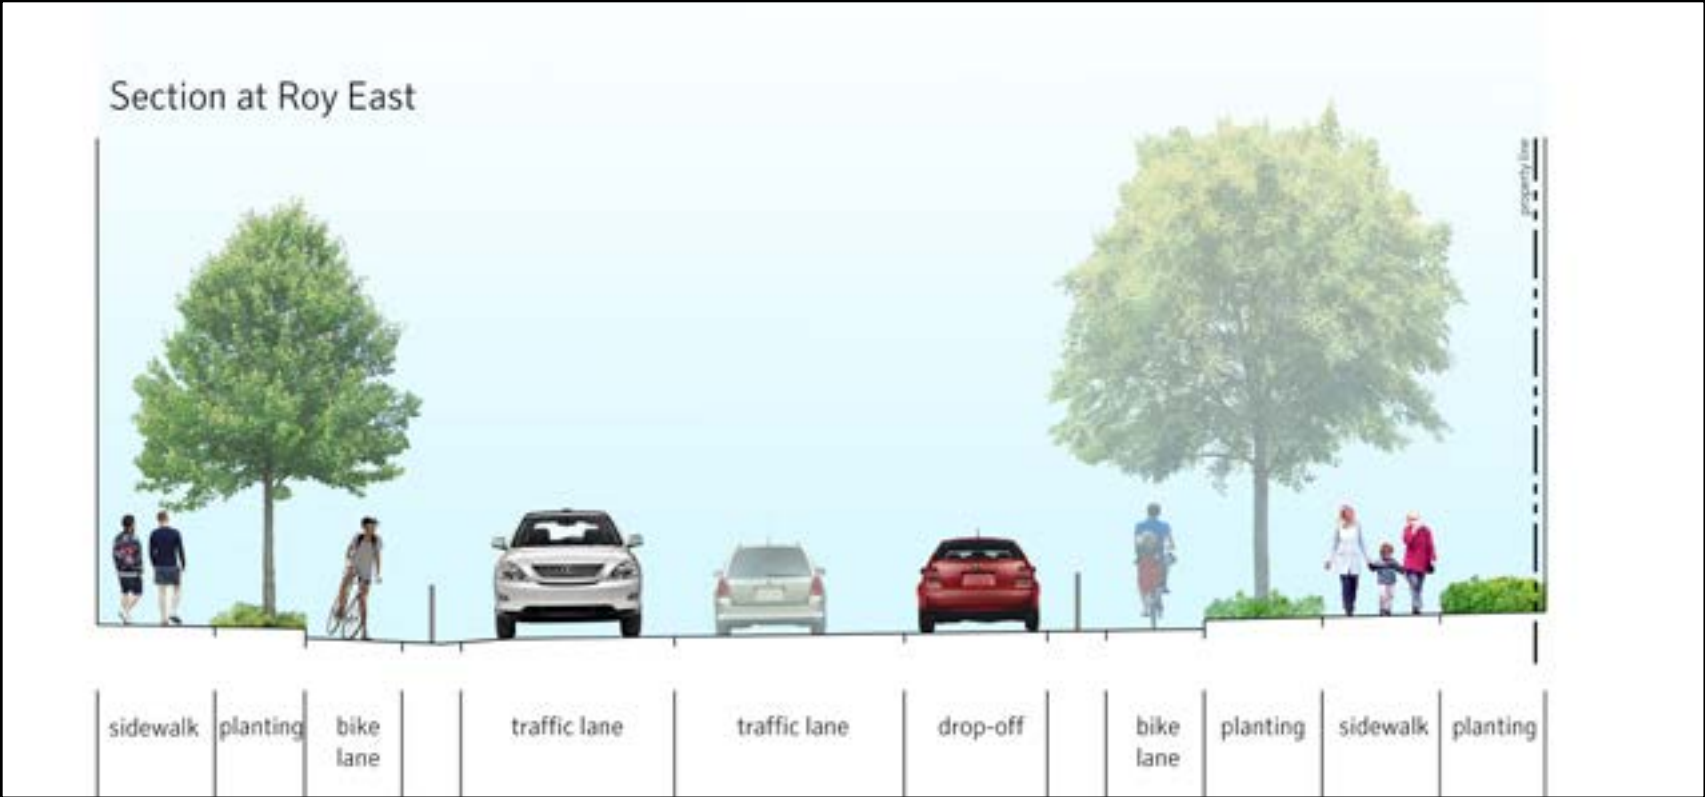 Section at Roy East
property line
sidewalk
planting
bike
lane
traffic lane
traffic lane
drop-off
bike
lane
planting
sidewalk
planting